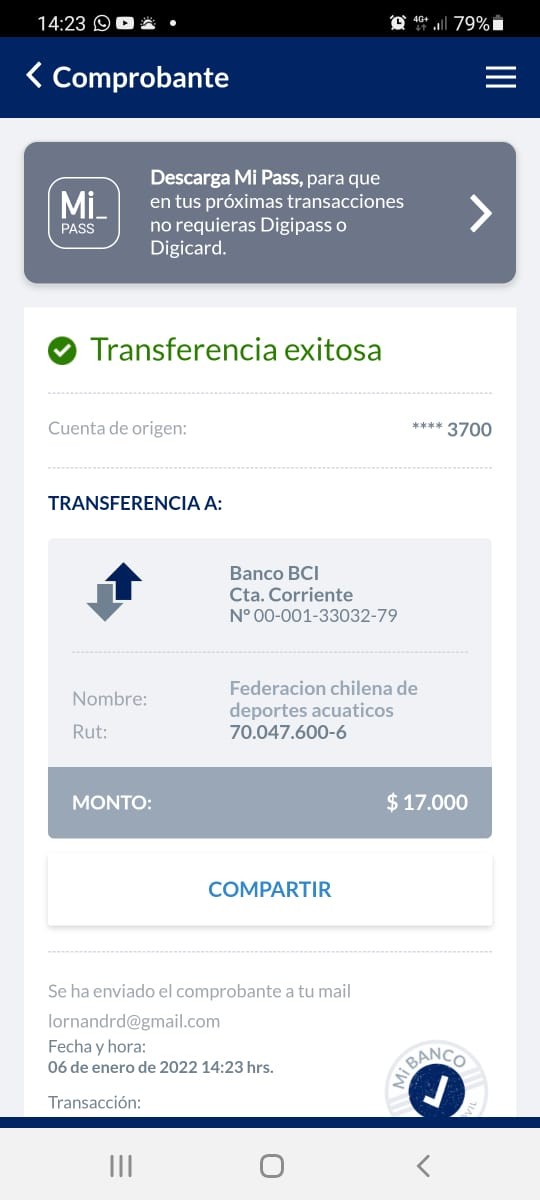 14:23 4G+ 79%
Comprobante
Mi_
PASS
Descarga Mi Pass, para que
en tus próximas transacciones
no requieras Digipass o
Digicard.
Transferencia exitosa
Cuenta de origen: **** 3700
TRANSFERENCIA A:
Banco BCI
Cta. Corriente
Nº 00-001-33032-79
Nombre: Federacion chilena de
deportes acuaticos
Rut: 70.047.600-6
MONTO: $ 17.000
COMPARTIR
Se ha enviado el comprobante a tu mail
lornandrd@gmail.com
Fecha y hora:
06 de enero de 2022 14:23 hrs.
Transacción:
Mi BANCO